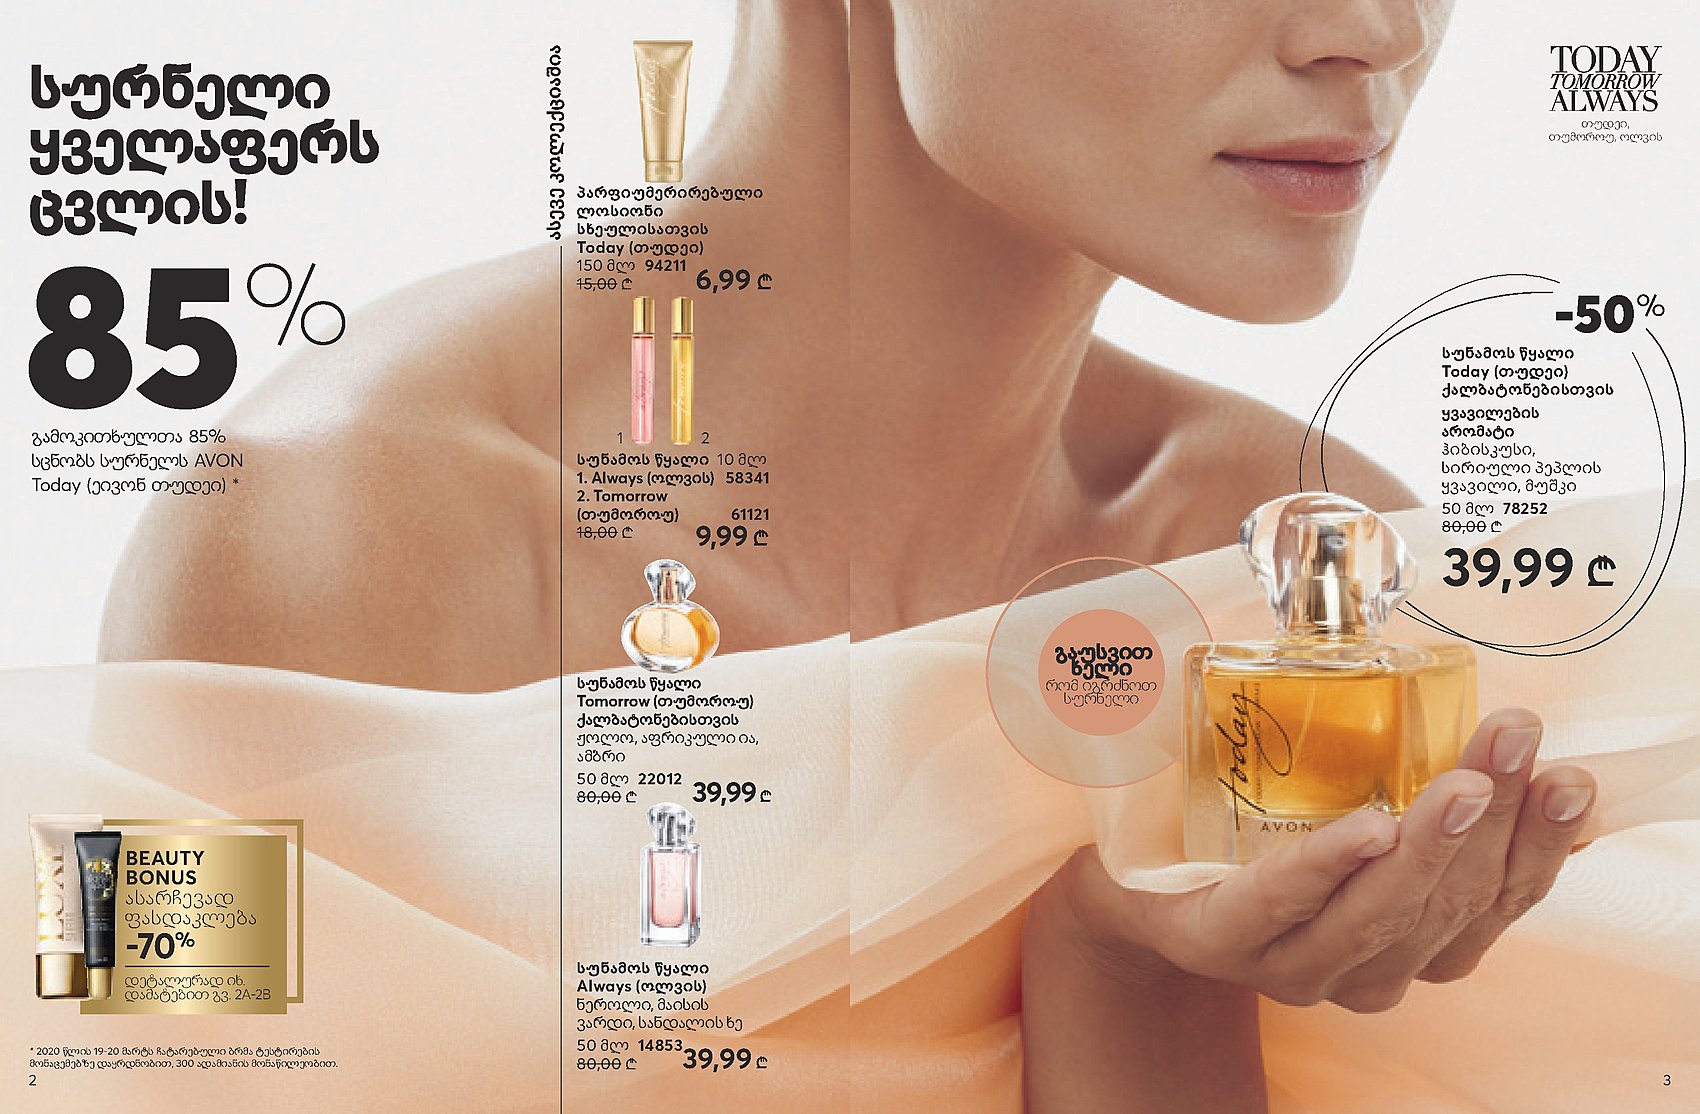 სურნელი
ყველაფერს
ცვლის!
85%
გამოკითხულთა 85%
სცნობს სურნელს AVON
Today (ეივონ თუდეი) *
BEAUTY
BONUS
ასარჩევად
ფასდაკლება
-70%
დეტალურად იხ.
დამატებით გვ. 2A-2B
* 2020 წლის 19-20 მარტს ჩატარებული ბრმა ტესტირების
მონაცემებზე დაყრდნობით, 300 ადამიანის მონაწილეობით.
2
ასევე კოლექციაშია
პარფიუმერირებული
ლოსიონი
სხეულისათვის
Today (თუდეი)
150 მლ 94211
15,00 ₾ 6,99 ₾
1 2
სუნამოს წყალი 10 მლ
1. Always (ოლვის) 58341
2. Tomorrow
(თუმოროუ) 61121
18,00 ₾ 9,99 ₾
სუნამოს წყალი
Tomorrow (თუმოროუ)
ქალბატონებისთვის
ჟოლო, აფრიკული ია,
ამბრი
50 მლ 22012
80,00 ₾ 39,99 ₾
სუნამოს წყალი
Always (ოლვის)
ნეროლი, მაისის
ვარდი, სანდალის ხე
50 მლ 14853
80,00 ₾ 39,99 ₾
TODAY
TOMORROW
ALWAYS
თუდეი,
თუმოროუ, ოლვის
-50%
სუნამოს წყალი
Today (თუდეი)
ქალბატონებისთვის
ყვავილების
არომატი
ჰიბისკუსი,
სირიული პეპლის
ყვავილი, მუშკი
50 მლ 78252
80,00 ₾
39,99 ₾
გაუსვით
ხელი
რომ იგრძნოთ
სურნელი
today
AVON
3